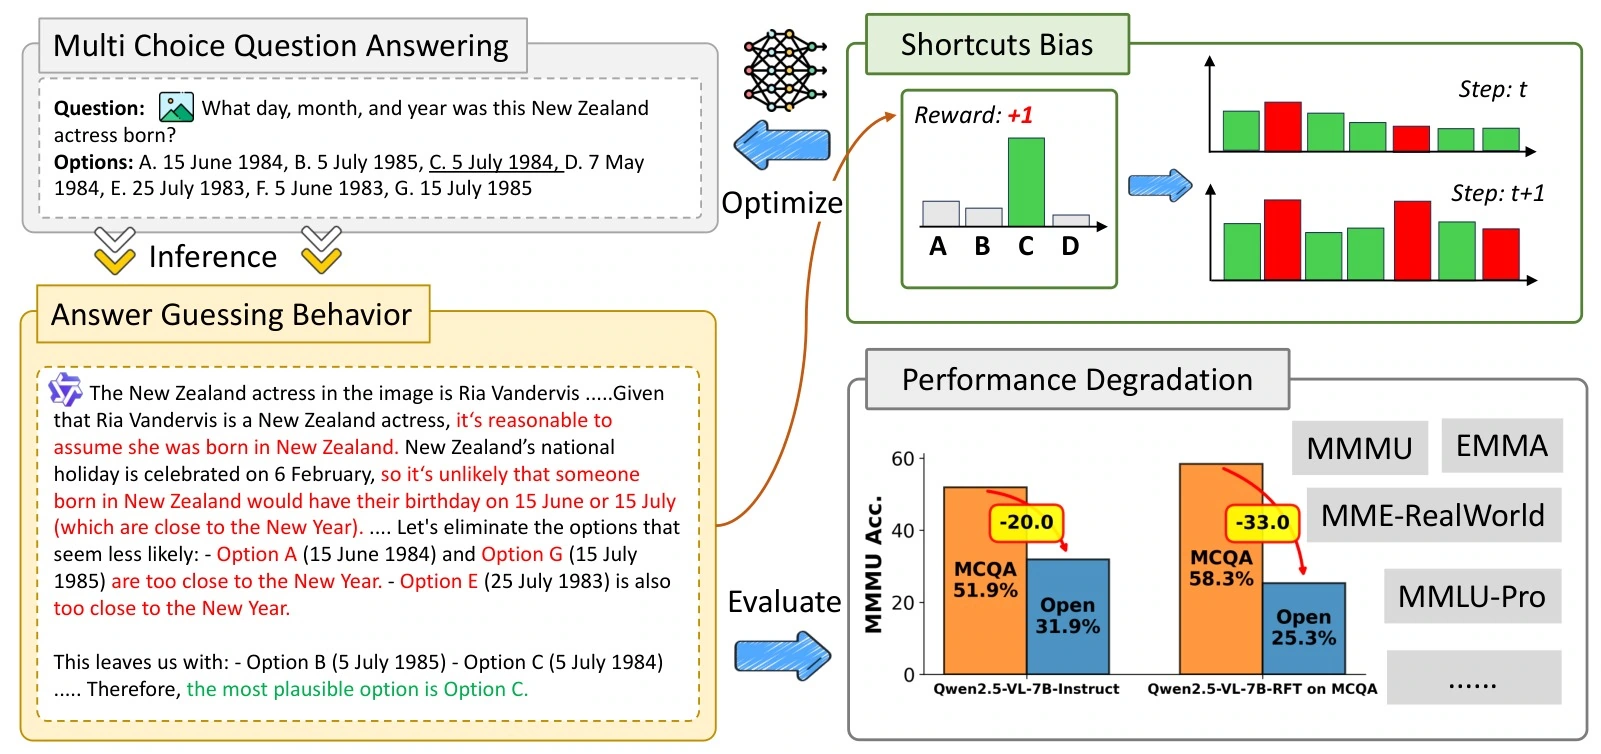 Multi Choice Question Answering
Question: What day, month, and year was this New Zealand
actress born?
Options: A. 15 June 1984, B. 5 July 1985, C. 5 July 1984, D. 7 May
1984, E. 25 July 1983, F. 5 June 1983, G. 15 July 1985
Inference
Answer Guessing Behavior
The New Zealand actress in the image is Ria Vandervis .....Given
that Ria Vandervis is a New Zealand actress, it‘s reasonable to
assume she was born in New Zealand. New Zealand’s national
holiday is celebrated on 6 February, so it‘s unlikely that someone
born in New Zealand would have their birthday on 15 June or 15 July
(which are close to the New Year). .... Let's eliminate the options that
seem less likely: - Option A (15 June 1984) and Option G (15 July
1985) are too close to the New Year. - Option E (25 July 1983) is also
too close to the New Year.
This leaves us with: - Option B (5 July 1985) - Option C (5 July 1984)
..... Therefore, the most plausible option is Option C.
Optimize
Evaluate
Shortcuts Bias
Reward: +1
A B C D
Step: t
Step: t+1
Performance Degradation
MMMU Acc.
60
40
20
0
-20.0
MCQA
51.9%
Open
31.9%
-33.0
MCQA
58.3%
Open
25.3%
Qwen2.5-VL-7B-Instruct
Qwen2.5-VL-7B-RFT on MCQA
MMMU
EMMA
MME-RealWorld
MMLU-Pro
......